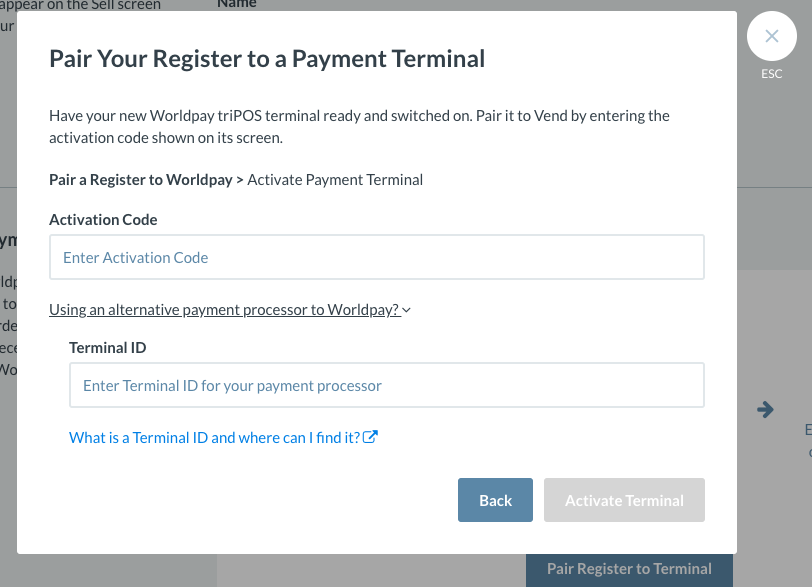 appear on the Sell screen
Name
ur
Pair Your Register to a Payment Terminal
ESC
Have your new Worldpay triPOS terminal ready and switched on. Pair it to Vend by entering the
activation code shown on its screen.
Pair a Register to Worldpay > Activate Payment Terminal
Activation Code
Enter Activation Code
Using an alternative payment processor to Worldpay?
Terminal ID
Enter Terminal ID for your payment processor
What is a Terminal ID and where can I find it?
Back
Activate Terminal
Pair Register to Terminal